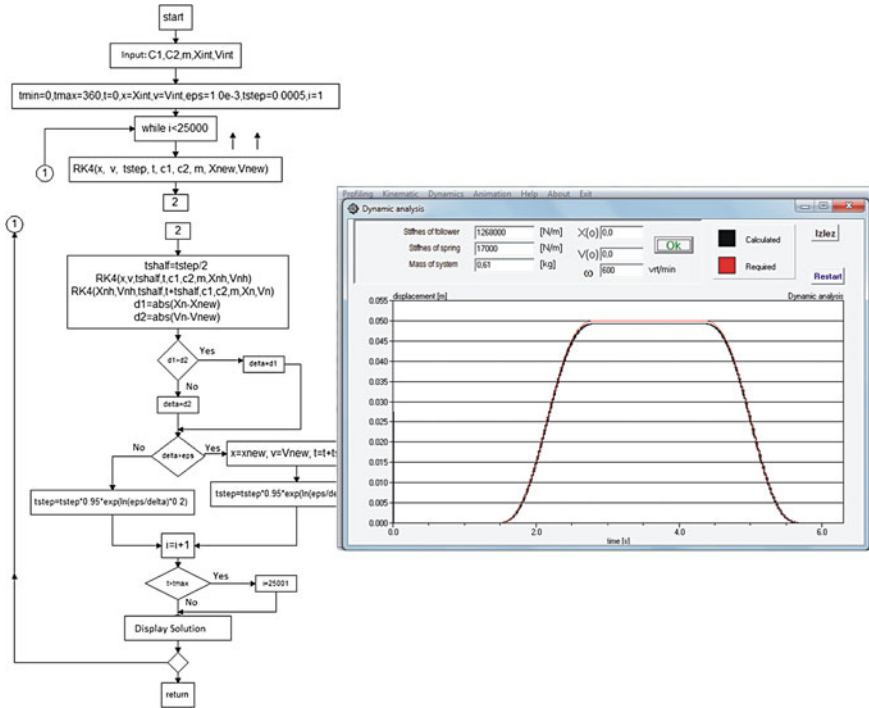 start
Input: C1,C2,m,Xint,Vint
tmin=0,tmax=360,t=0,x=Xint,v=Vint,eps=1 0e-3,tstep=0 0005,i=1
while i<25000
1
RK4(x, v, tstep, t, c1, c2, m, Xnew,Vnew)
2
1
2
tshalf=tstep/2
RK4(x,v,tshalf,t,c1,c2,m,Xnh,Vnh)
RK4(Xnh,Vnh,tshalf,t+tshalf,c1,c2,m,Xn,Vn)
d1=abs(Xn-Xnew)
d2=abs(Vn-Vnew)
Yes
delta=d1
No
delta=d2
No
Yes
x=xnew, v=Vnew, t=t+ts
tstep=tstep*0.95*exp(ln(eps/delta)*0 2)
tstep=tstep*0.95*exp(ln(eps/de
i=i+1
t>tmax
Yes
i=25001
No
Display Solution
return
Profiling Kinematic Dynamics Animation Help About Exit
Dynamic analysis
Stiffnes of follower 1268000 [N/m] X(o) 0,0
Stiffnes of spring 17000 [N/m] V(o) 0,0
Mass of system 0,61 [kg] ω 600 vrt/min
Ok
Calculated
Required
Izlez
Restart
displacement [m]
Dynamic analysis
0.055
0.050
0.045
0.040
0.035
0.030
0.025
0.020
0.015
0.010
0.005
0.000
0.0 2.0 4.0 6.0
time [s]